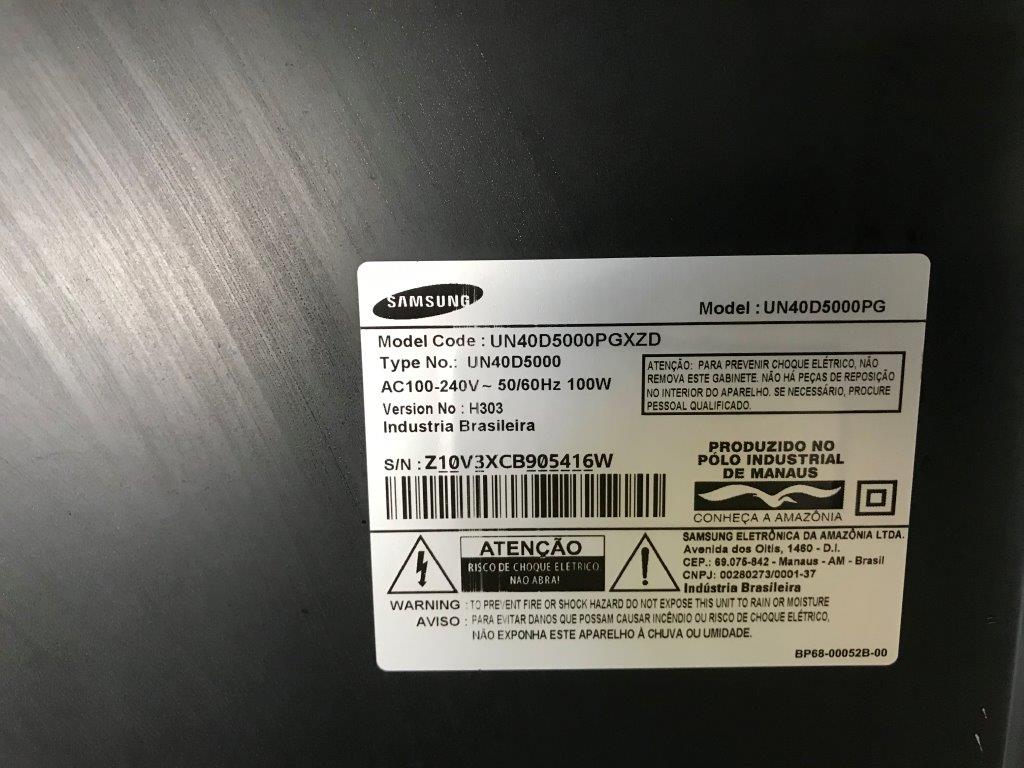 SAMSUNG
Model : UN40D5000PG
Model Code : UN40D5000PGXZD
Type No.: UN40D5000
AC100-240V~ 50/60Hz 100W
Version No : H303
Industria Brasileira
ATENÇÃO: PARA PREVENIR CHOQUE ELÉTRICO, NÃO
REMOVA ESTE GABINETE. NÃO HÁ PEÇAS DE REPOSIÇÃO
NO INTERIOR DO APARELHO. SE NECESSÁRIO, PROCURE
PESSOAL QUALIFICADO.
S/N : Z10V3XCB905416W
PRODUZIDO NO
PÓLO INDUSTRIAL
DE MANAUS
CONHEÇA A AMAZÔNIA
ATENÇÃO
RISCO DE CHOQUE ELÉTRICO
NÃO ABRA!
SAMSUNG ELETRÔNICA DA AMAZÔNIA LTDA.
Avenida dos Oitis, 1460 - D.I.
CEP.: 69.075-842 - Manaus - AM - Brasil
CNPJ: 00280273/0001-37
Indústria Brasileira
WARNING : TO PREVENT FIRE OR SHOCK HAZARD DO NOT EXPOSE THIS UNIT TO RAIN OR MOISTURE
AVISO : PARA EVITAR DANOS QUE POSSAM CAUSAR INCÊNDIO OU RISCO DE CHOQUE ELÉTRICO,
NÃO EXPONHA ESTE APARELHO À CHUVA OU UMIDADE.
BP68-00052B-00